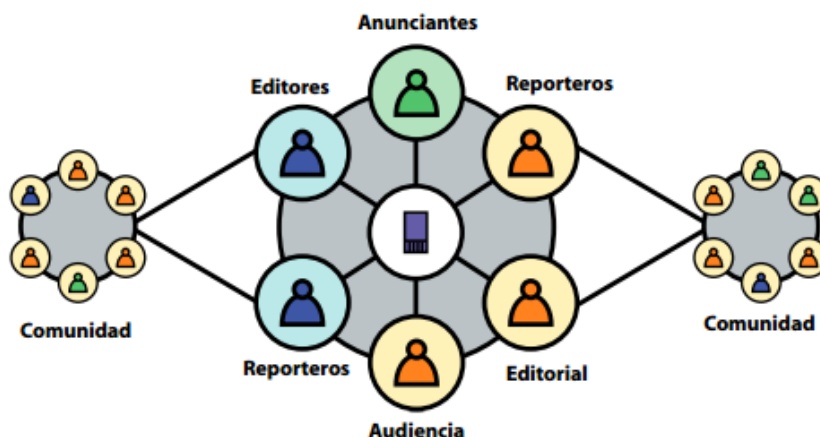 Anunciantes
Editores
Reporteros
Comunidad
Comunidad
Reporteros
Editorial
Audiencia